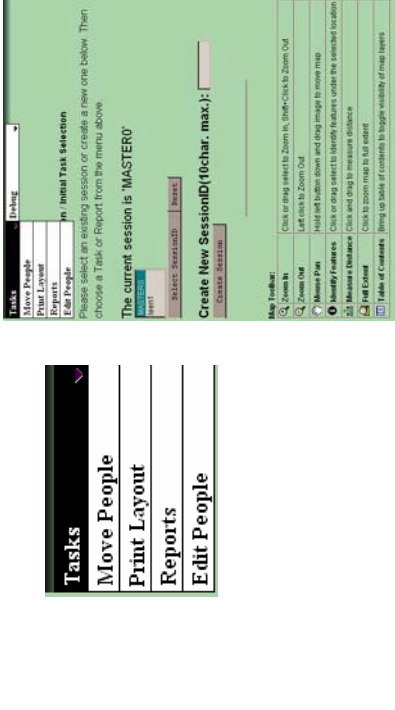 Tasks
Debug
Move People
Print Layout
Reports
Edit People
n / Initial Task Selection
Please select an existing session or create a new one below. Then
choose a Task or Report from the menu above.
The current session is 'MASTER0'
MASTER0
Select SessionID
Reset
Create New SessionID(10char. max.):
Create Session
Map Toolbar:
Zoom In Click or drag select to Zoom In, Shift+Click to Zoom Out
Zoom Out Left click to Zoom Out
Mouse Pan Hold left button down and drag image to move map
Identify Features Click or drag select to Identify features under the selected location
Measure Distance Click and drag to measure distance
Full Extent Click to zoom map to full extent
Table of Contents Bring up table of contents to toggle visibility of map layers
Tasks
Move People
Print Layout
Reports
Edit People